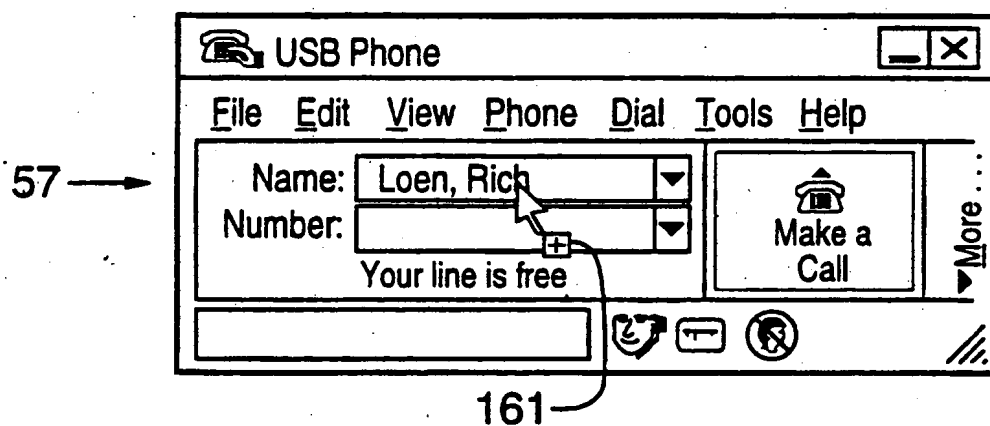 USB Phone
File Edit View Phone Dial Tools Help
57
Name: Loen, Rich
Number:
Your line is free
Make a
Call
More...
161